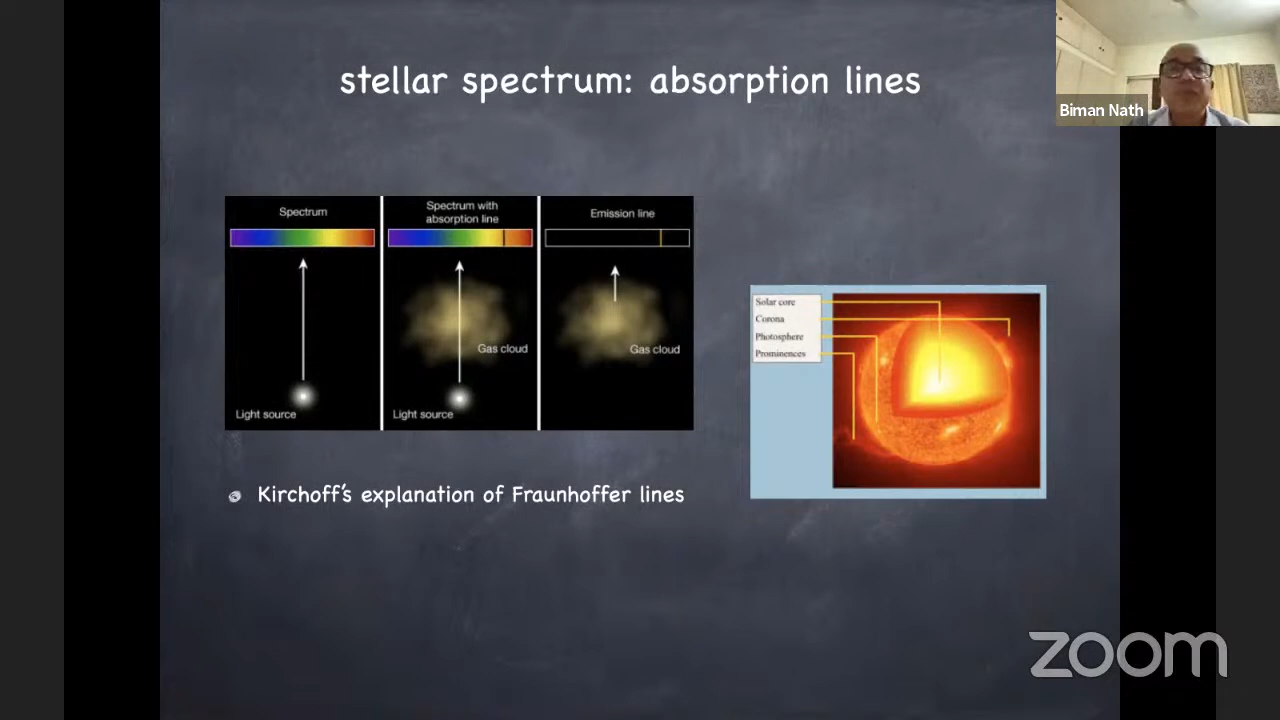 stellar spectrum: absorption lines
Biman Nath
Spectrum
Spectrum with
absorption line
Emission line
Gas cloud
Gas cloud
Light source
Light source
Solar core
Corona
Photosphere
Prominences
Kirchoff's explanation of Fraunhoffer lines
zoom